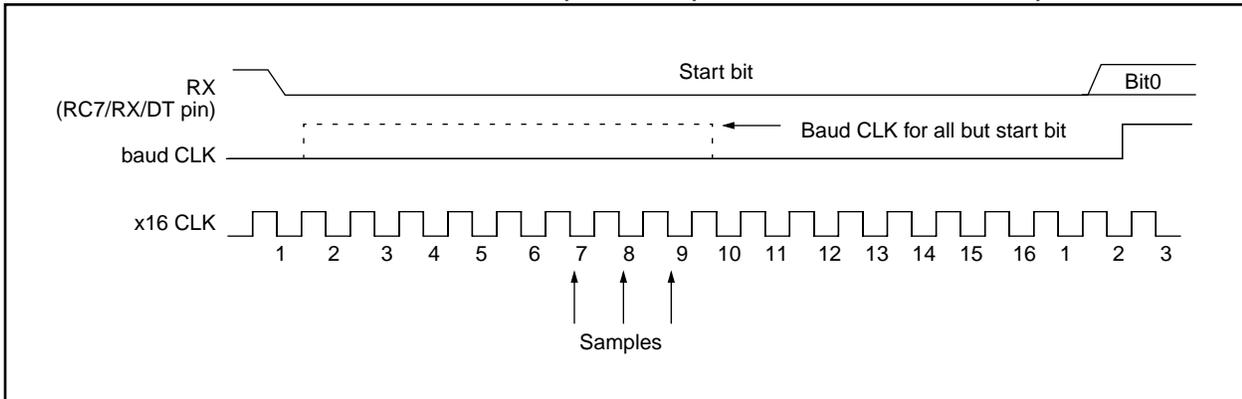 Start bit
RX
(RC7/RX/DT pin)
Bit0
Baud CLK for all but start bit
baud CLK
x16 CLK
1 2 3 4 5 6 7 8 9 10 11 12 13 14 15 16 1 2 3
Samples